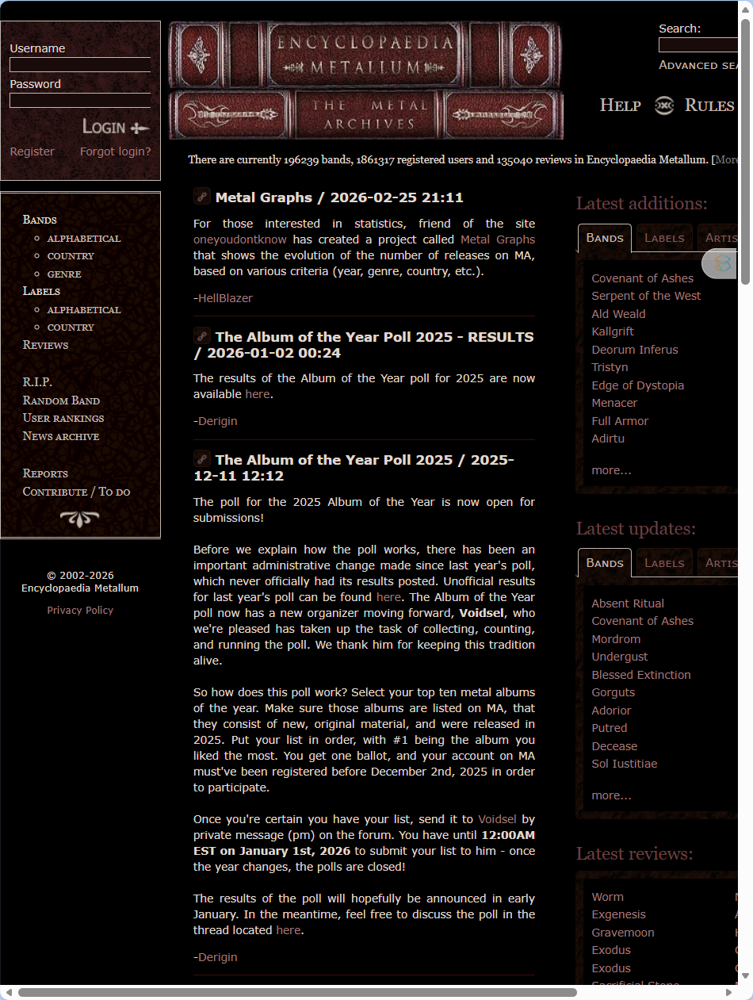 Username
Password
Login
Register Forgot login?
Bands
alphabetical
country
genre
Labels
alphabetical
country
Reviews
R.I.P.
Random Band
User rankings
News archive
Reports
Contribute / To do
© 2002-2026
Encyclopaedia Metallum
Privacy Policy
ENCYCLOPAEDIA
METALLUM
THE METAL
ARCHIVES
Search:
Help Rules
There are currently 196239 bands, 1861317 registered users and 135040 reviews in Encyclopaedia Metallum. [More
Metal Graphs / 2026-02-25 21:11
For those interested in statistics, friend of the site
oneyoudontknow has created a project called Metal Graphs
that shows the evolution of the number of releases on MA,
based on various criteria (year, genre, country, etc.).
-HellBlazer
The Album of the Year Poll 2025 - RESULTS
/ 2026-01-02 00:24
The results of the Album of the Year poll for 2025 are now
available here.
-Derigin
The Album of the Year Poll 2025 / 2025-
12-11 12:12
The poll for the 2025 Album of the Year is now open for
submissions!
Before we explain how the poll works, there has been an
important administrative change made since last year's poll,
which never officially had its results posted. Unofficial results
for last year's poll can be found here. The Album of the Year
poll now has a new organizer moving forward, Voidsel, who
we're pleased has taken up the task of collecting, counting,
and running the poll. We thank him for keeping this tradition
alive.
So how does this poll work? Select your top ten metal albums
of the year. Make sure those albums are listed on MA, that
they consist of new, original material, and were released in
2025. Put your list in order, with #1 being the album you
liked the most. You get one ballot, and your account on MA
must've been registered before December 2nd, 2025 in order
to participate.
Once you're certain you have your list, send it to Voidsel by
private message (pm) on the forum. You have until 12:00AM
EST on January 1st, 2026 to submit your list to him - once
the year changes, the polls are closed!
The results of the poll will hopefully be announced in early
January. In the meantime, feel free to discuss the poll in the
thread located here.
-Derigin
Advanced
Latest additions:
Bands Labels
Covenant of Ashes
Serpent of the West
Ald Weald
Kallgrift
Deorum Inferus
Tristyn
Edge of Dystopia
Menacer
Full Armor
Adirtu
more...
Latest updates:
Bands Labels
Absent Ritual
Covenant of Ashes
Mordrom
Undergust
Blessed Extinction
Gorguts
Adorior
Putred
Decease
Sol Iustitiae
more...
Latest reviews:
Worm
Exgenesis
Gravemoon
Exodus
Exodus